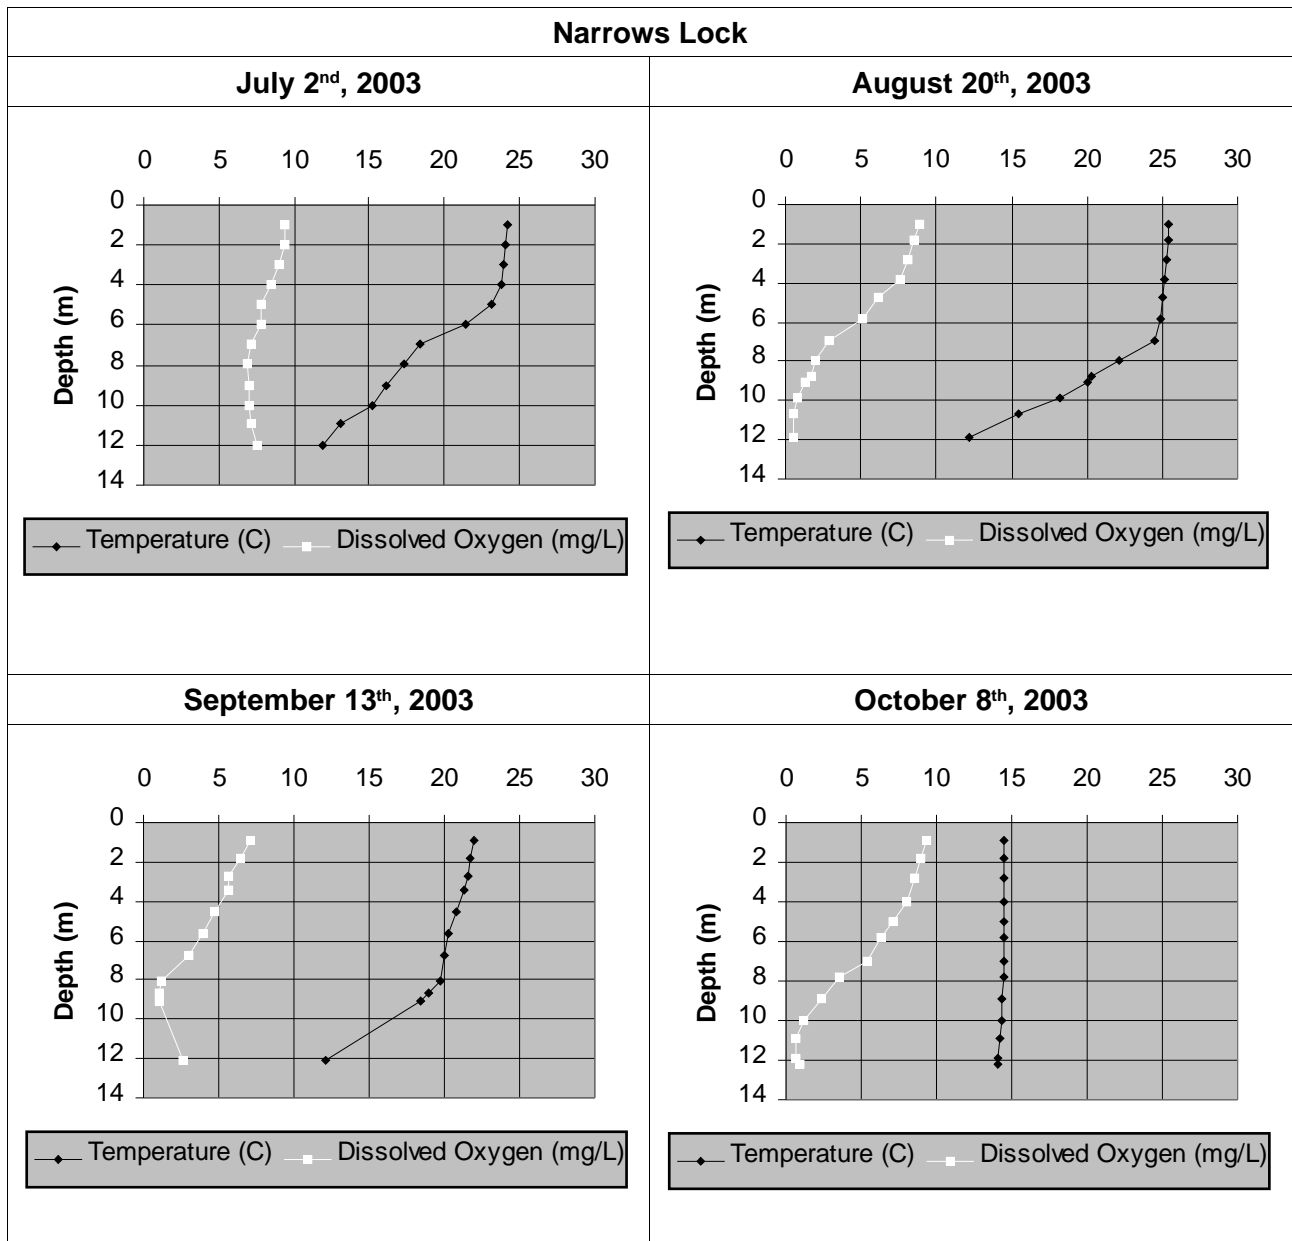 Narrows Lock
July 2nd, 2003
August 20th, 2003
0 5 10 15 20 25 30
0
2
4
6
8
10
12
14
Depth (m)
Temperature (C) Dissolved Oxygen (mg/L)
0 5 10 15 20 25 30
0
2
4
6
8
10
12
14
Depth (m)
Temperature (C) Dissolved Oxygen (mg/L)
September 13th, 2003
October 8th, 2003
0 5 10 15 20 25 30
0
2
4
6
8
10
12
14
Depth (m)
Temperature (C) Dissolved Oxygen (mg/L)
0 5 10 15 20 25 30
0
2
4
6
8
10
12
14
Depth (m)
Temperature (C) Dissolved Oxygen (mg/L)